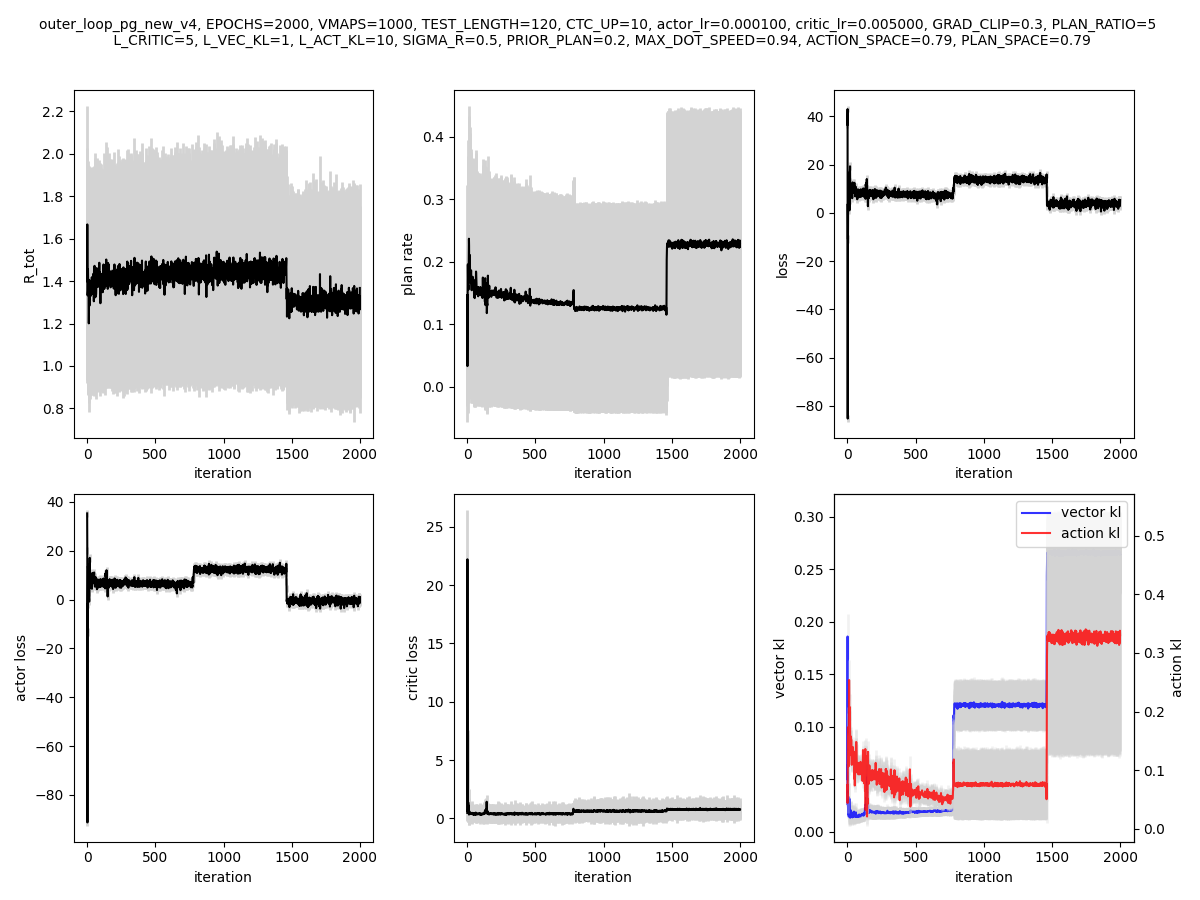 outer_loop_pg_new_v4, EPOCHS=2000, VMAPS=1000, TEST_LENGTH=120, CTC_UP=10, actor_lr=0.000100, critic_lr=0.005000, GRAD_CLIP=0.3, PLAN_RATIO=5
L_CRITIC=5, L_VEC_KL=1, L_ACT_KL=10, SIGMA_R=0.5, PRIOR_PLAN=0.2, MAX_DOT_SPEED=0.94, ACTION_SPACE=0.79, PLAN_SPACE=0.79
R_tot
2.2
2.0
1.8
1.6
1.4
1.2
1.0
0.8
0 500 1000 1500 2000
iteration
plan rate
0.4
0.3
0.2
0.1
0.0
0 500 1000 1500 2000
iteration
loss
40
20
0
−20
−40
−60
−80
0 500 1000 1500 2000
iteration
actor loss
40
20
0
−20
−40
−60
−80
0 500 1000 1500 2000
iteration
critic loss
25
20
15
10
5
0
0 500 1000 1500 2000
iteration
vector kl
0.30
0.25
0.20
0.15
0.10
0.05
0.00
0 500 1000 1500 2000
iteration
vector kl
action kl
0.5
0.4
0.3
0.2
0.1
0.0
action kl